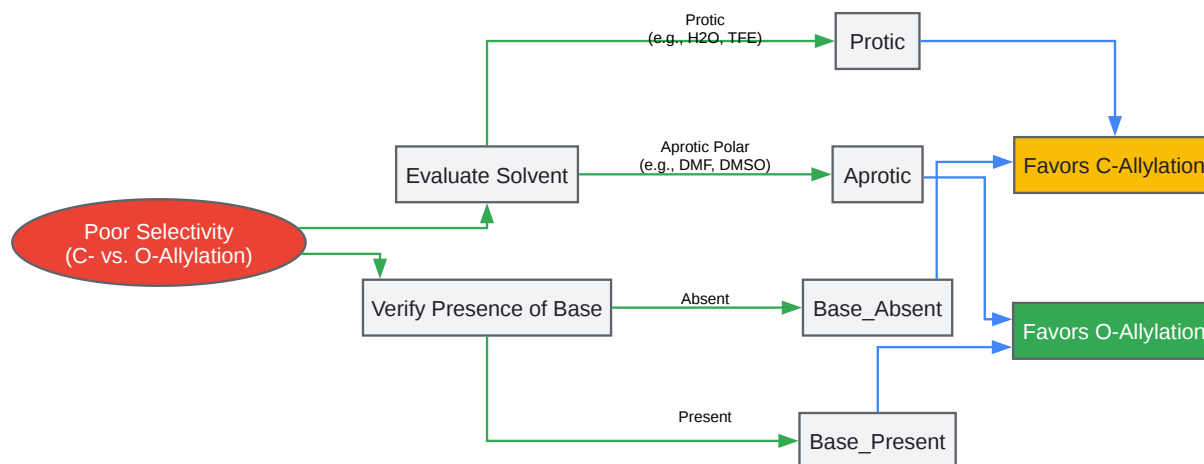 Protic
(e.g., H2O, TFE)
Protic
Evaluate Solvent
Aprotic Polar
(e.g., DMF, DMSO)
Aprotic
Favors C-Allylation
Poor Selectivity
(C- vs. O-Allylation)
Verify Presence of Base
Absent
Base_Absent
Favors O-Allylation
Present
Base_Present